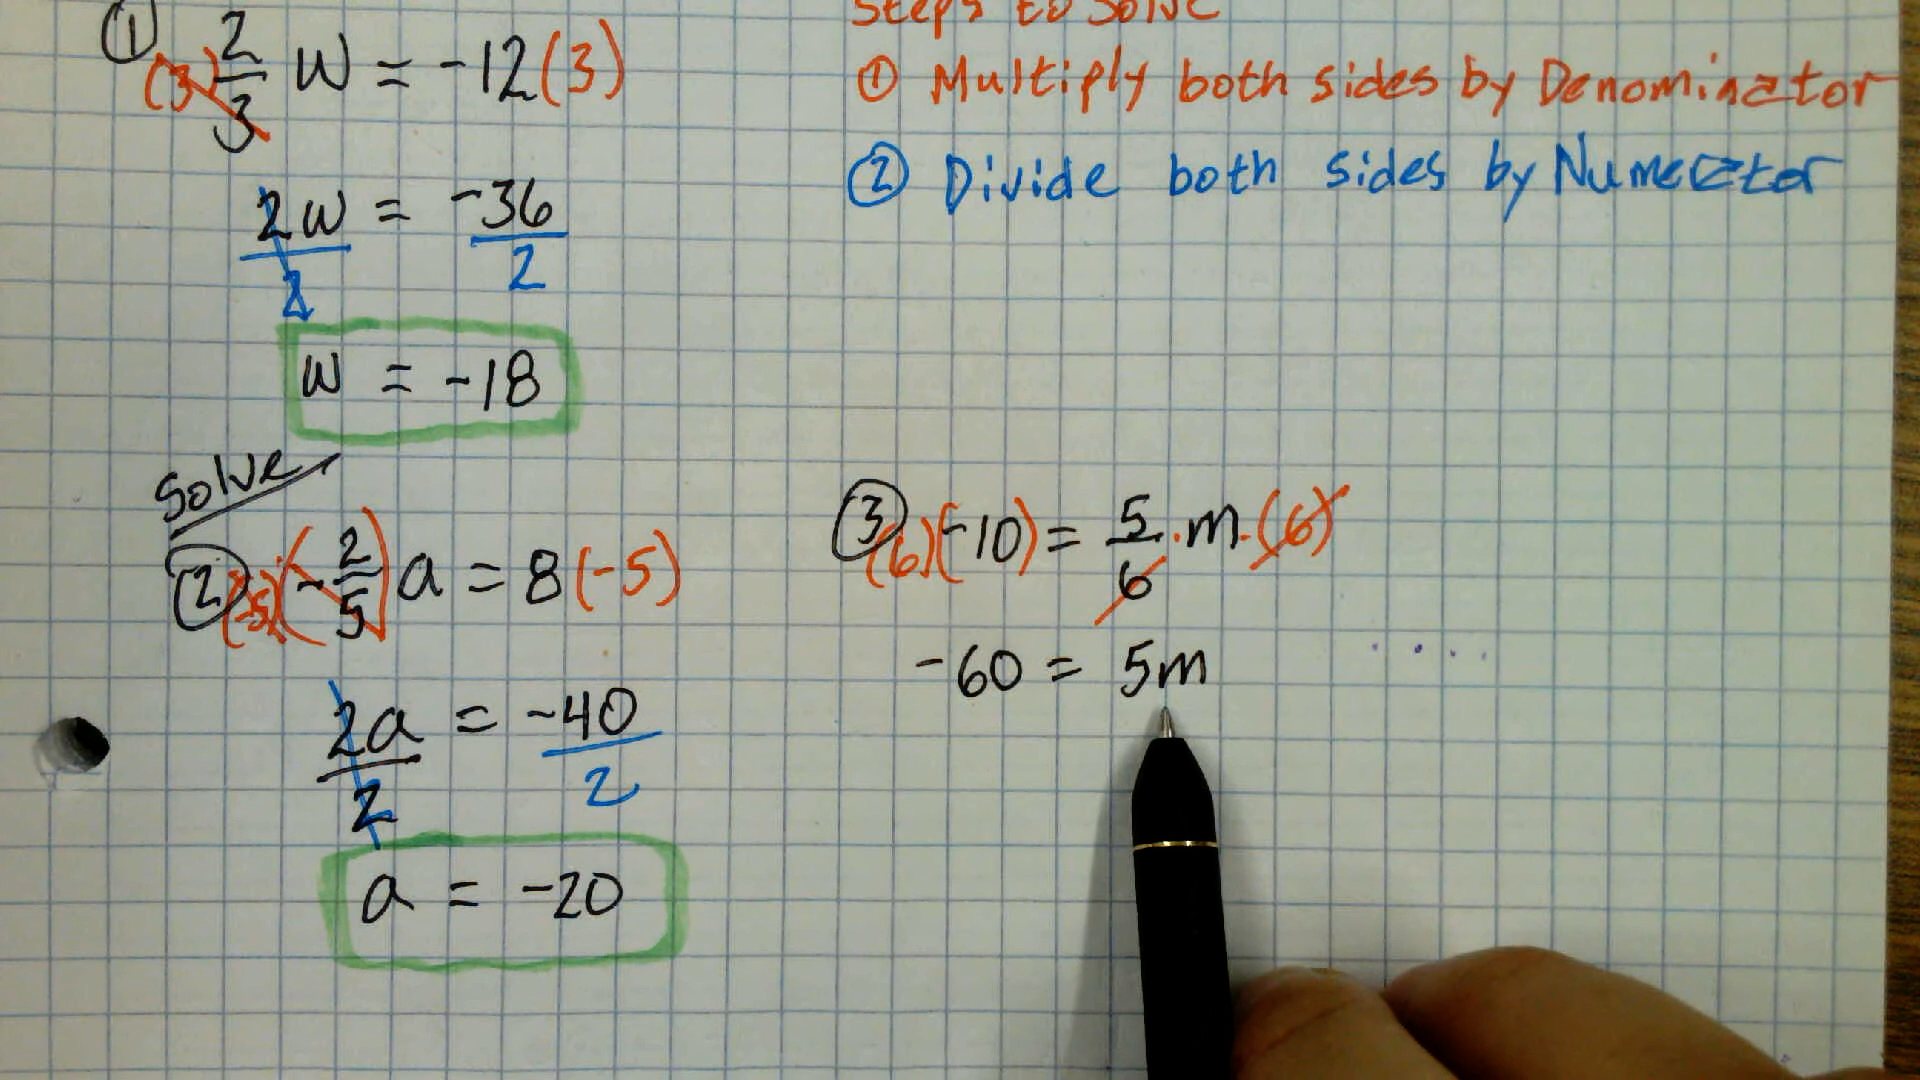 Steps to Solve
① Multiply both sides by Denominator
② Divide both sides by Numerator
① (3) 2/3 w = -12 (3)
2w/2 = -36/2
w = -18
Solve
② (-5) (-2/5) a = 8 (-5)
2a/2 = -40/2
a = -20
③ (6)(-10) = 5/6 · m · (6)
-60 = 5m